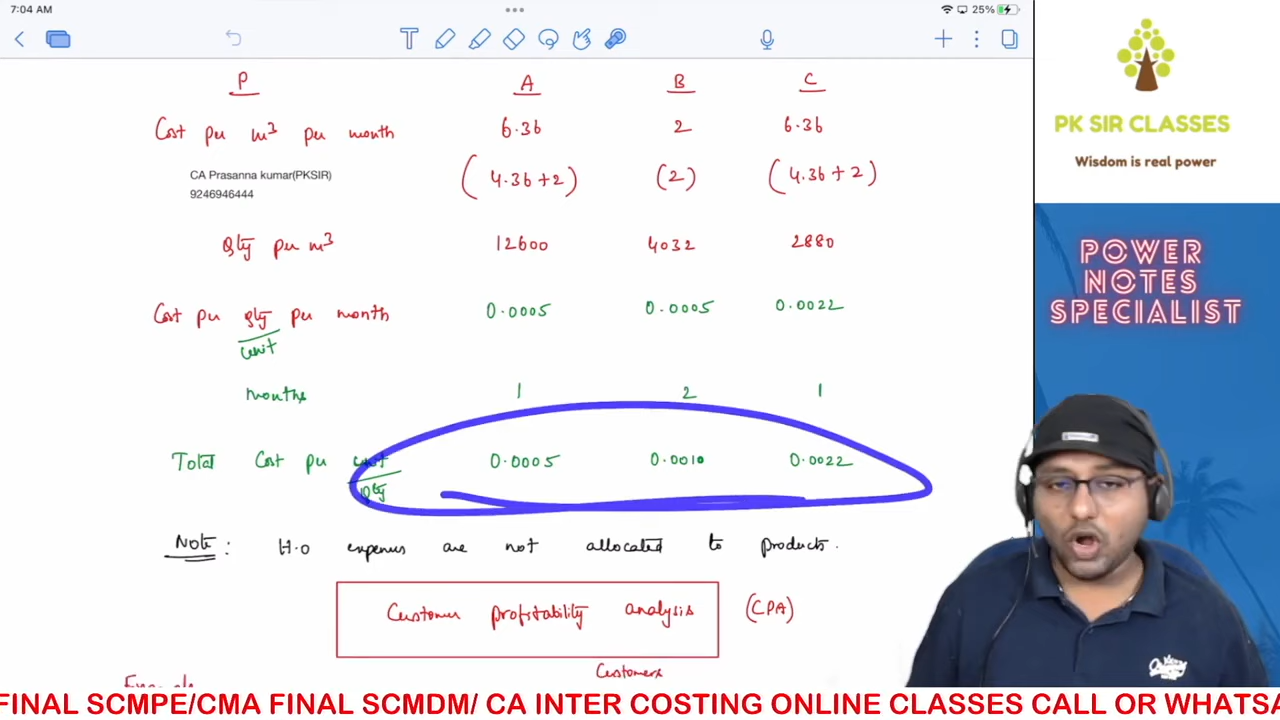 7:04 AM
25%
P A B C
Cost per m³ per month 6.36 2 6.36
CA Prasanna kumar(PKSIR)
9246946444
(4.36+2) (2) (4.36+2)
Qty per m³ 12600 4032 2880
Cost per Qty per month 0.0005 0.0005 0.0022
unit
months 1 2 1
Total Cost per unit 0.0005 0.0010 0.0022
Qty
Note: H.O expenses are not allocated to products.
Customer profitability analysis (CPA)
Customers
PK SIR CLASSES
Wisdom is real power
POWER
NOTES
SPECIALIST
FINAL SCMPE/CMA FINAL SCMDM/ CA INTER COSTING ONLINE CLASSES CALL OR WHATSA